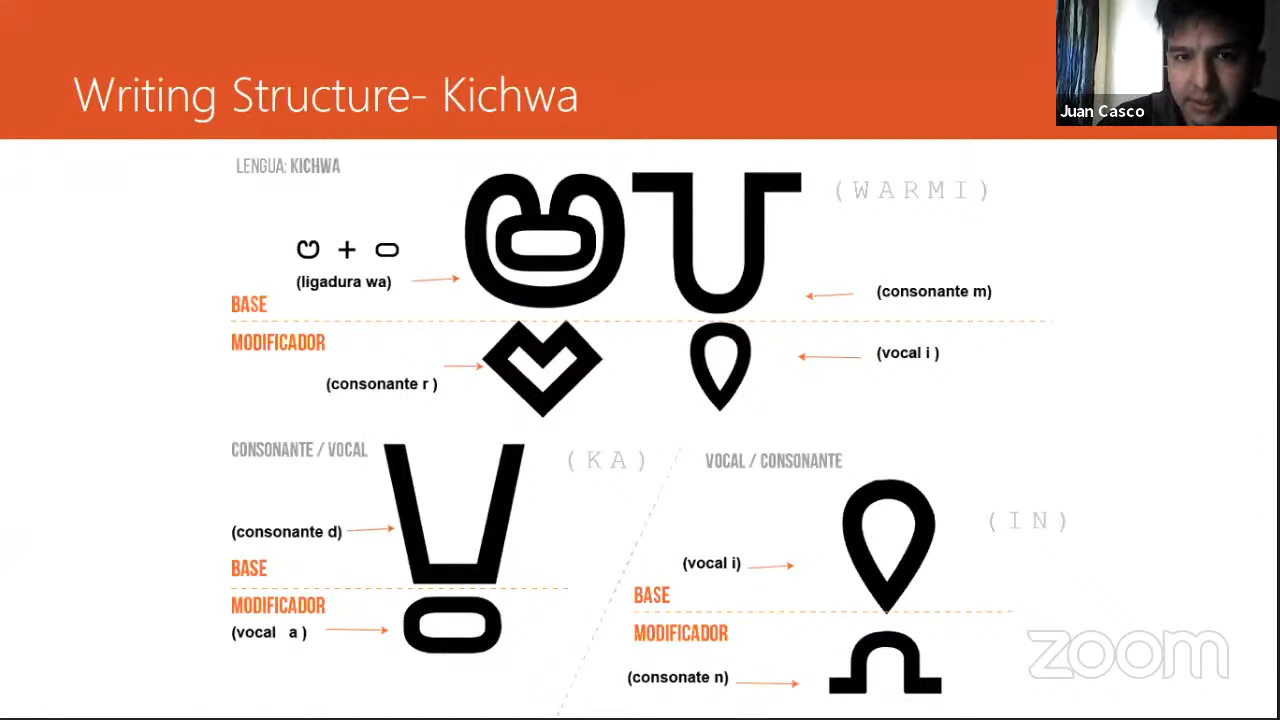 Writing Structure- Kichwa
Juan Casco
LENGUA: KICHWA
(WARMI)
(ligadura wa)
BASE
(consonante m)
MODIFICADOR
(vocal i )
(consonante r )
CONSONANTE / VOCAL
(KA)
(consonante d)
BASE
MODIFICADOR
(vocal a )
VOCAL / CONSONANTE
(IN)
(vocal i)
BASE
MODIFICADOR
(consonate n)
zoom